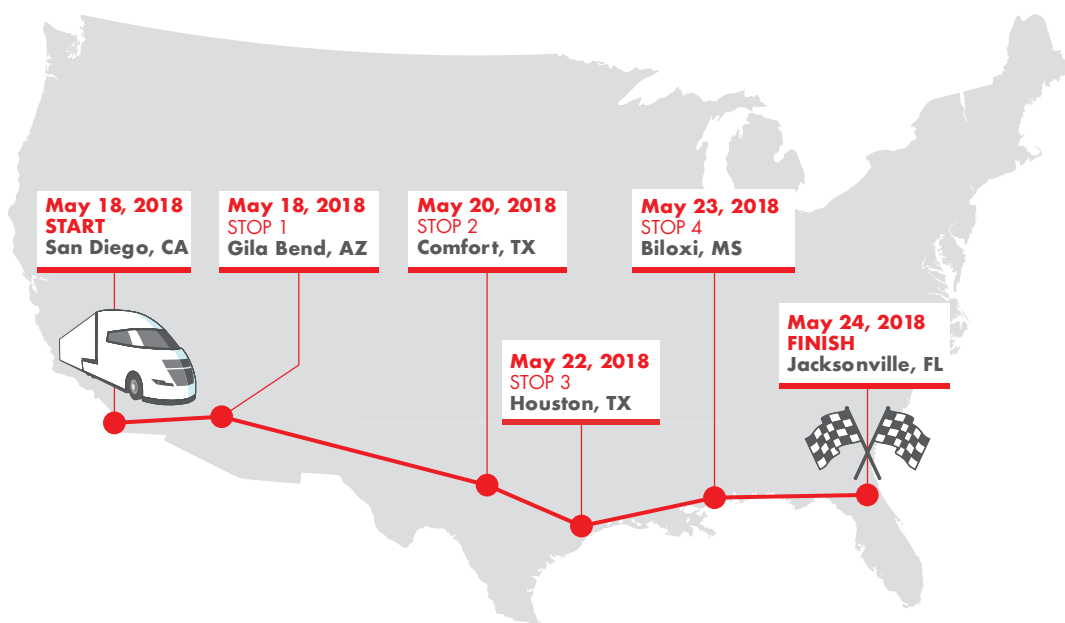 May 18, 2018
START
San Diego, CA
May 18, 2018
STOP 1
Gila Bend, AZ
May 20, 2018
STOP 2
Comfort, TX
May 22, 2018
STOP 3
Houston, TX
May 23, 2018
STOP 4
Biloxi, MS
May 24, 2018
FINISH
Jacksonville, FL